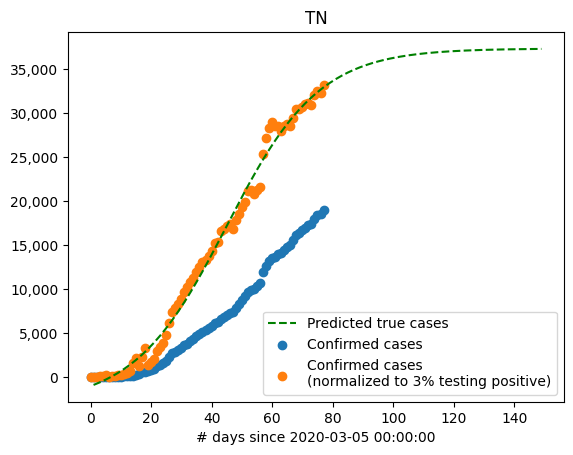 TN
35,000
30,000
25,000
20,000
15,000
10,000
5,000
0
0 20 40 60 80 100 120 140
# days since 2020-03-05 00:00:00
Predicted true cases
Confirmed cases
Confirmed cases
(normalized to 3% testing positive)